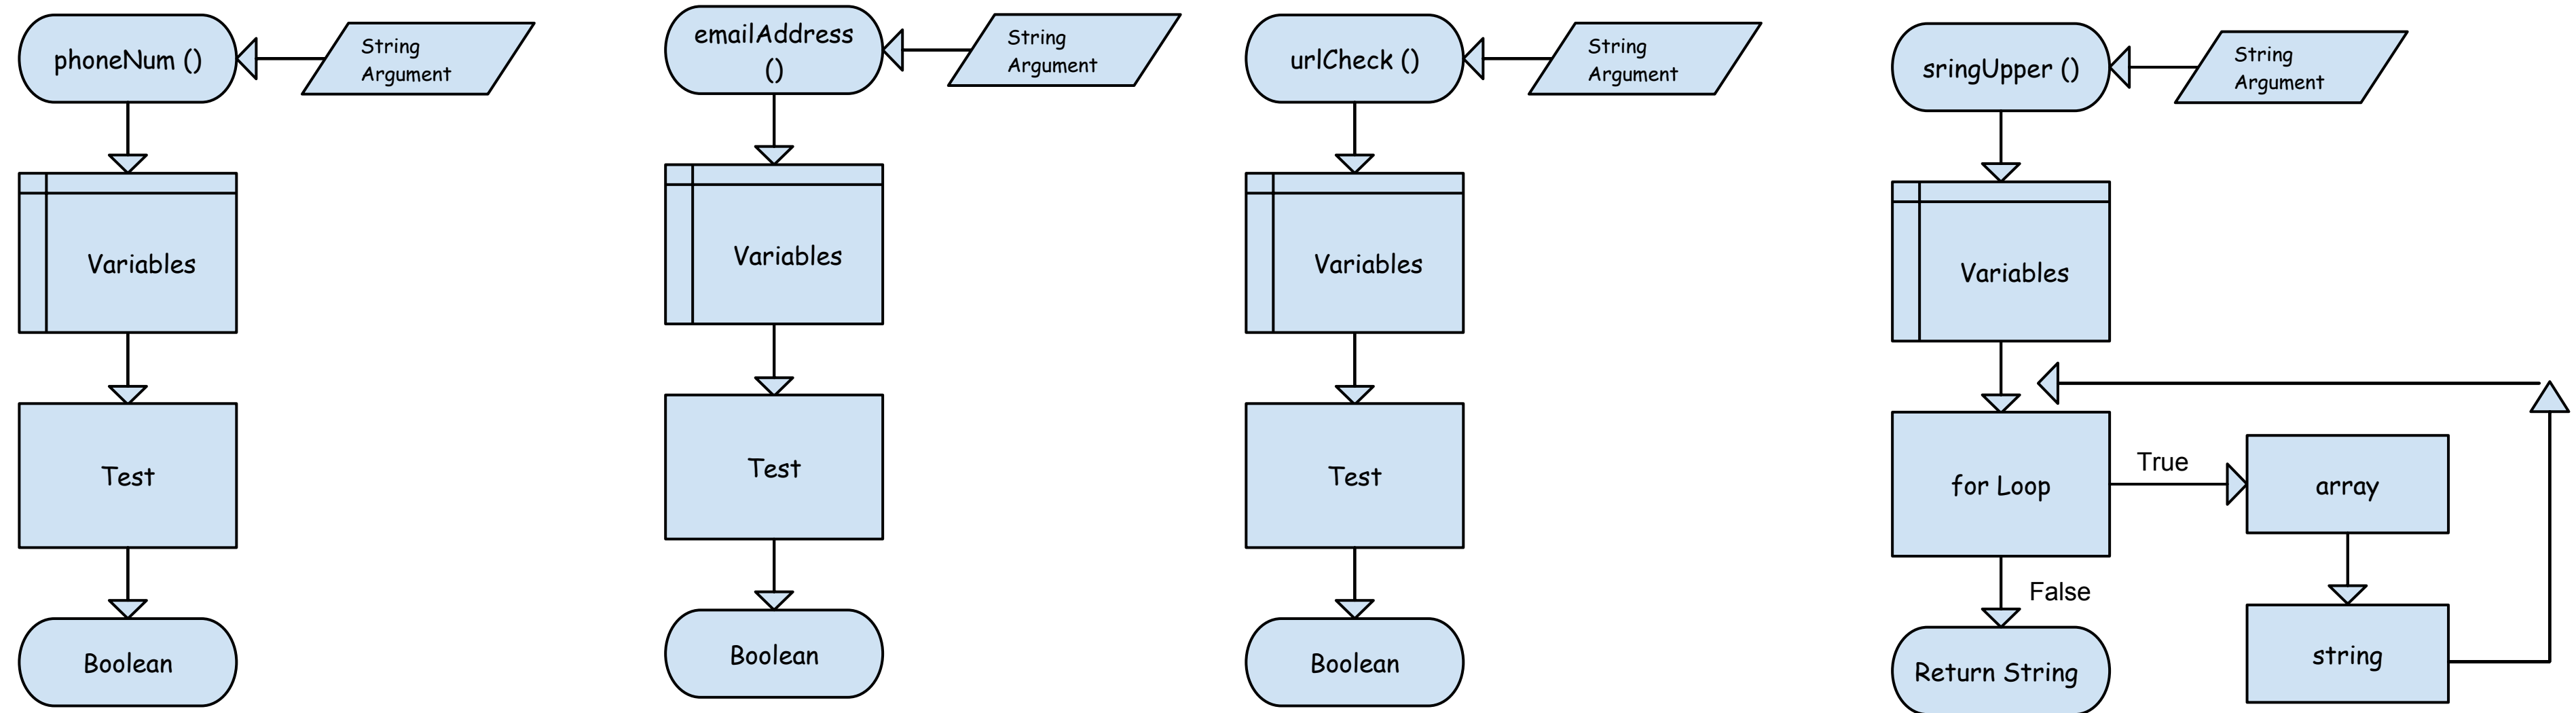 phoneNum ()
String
Argument
Variables
Test
Boolean
emailAddress
()
String
Argument
Variables
Test
Boolean
urlCheck ()
String
Argument
Variables
Test
Boolean
sringUpper ()
String
Argument
Variables
for Loop
True
array
string
False
Return String